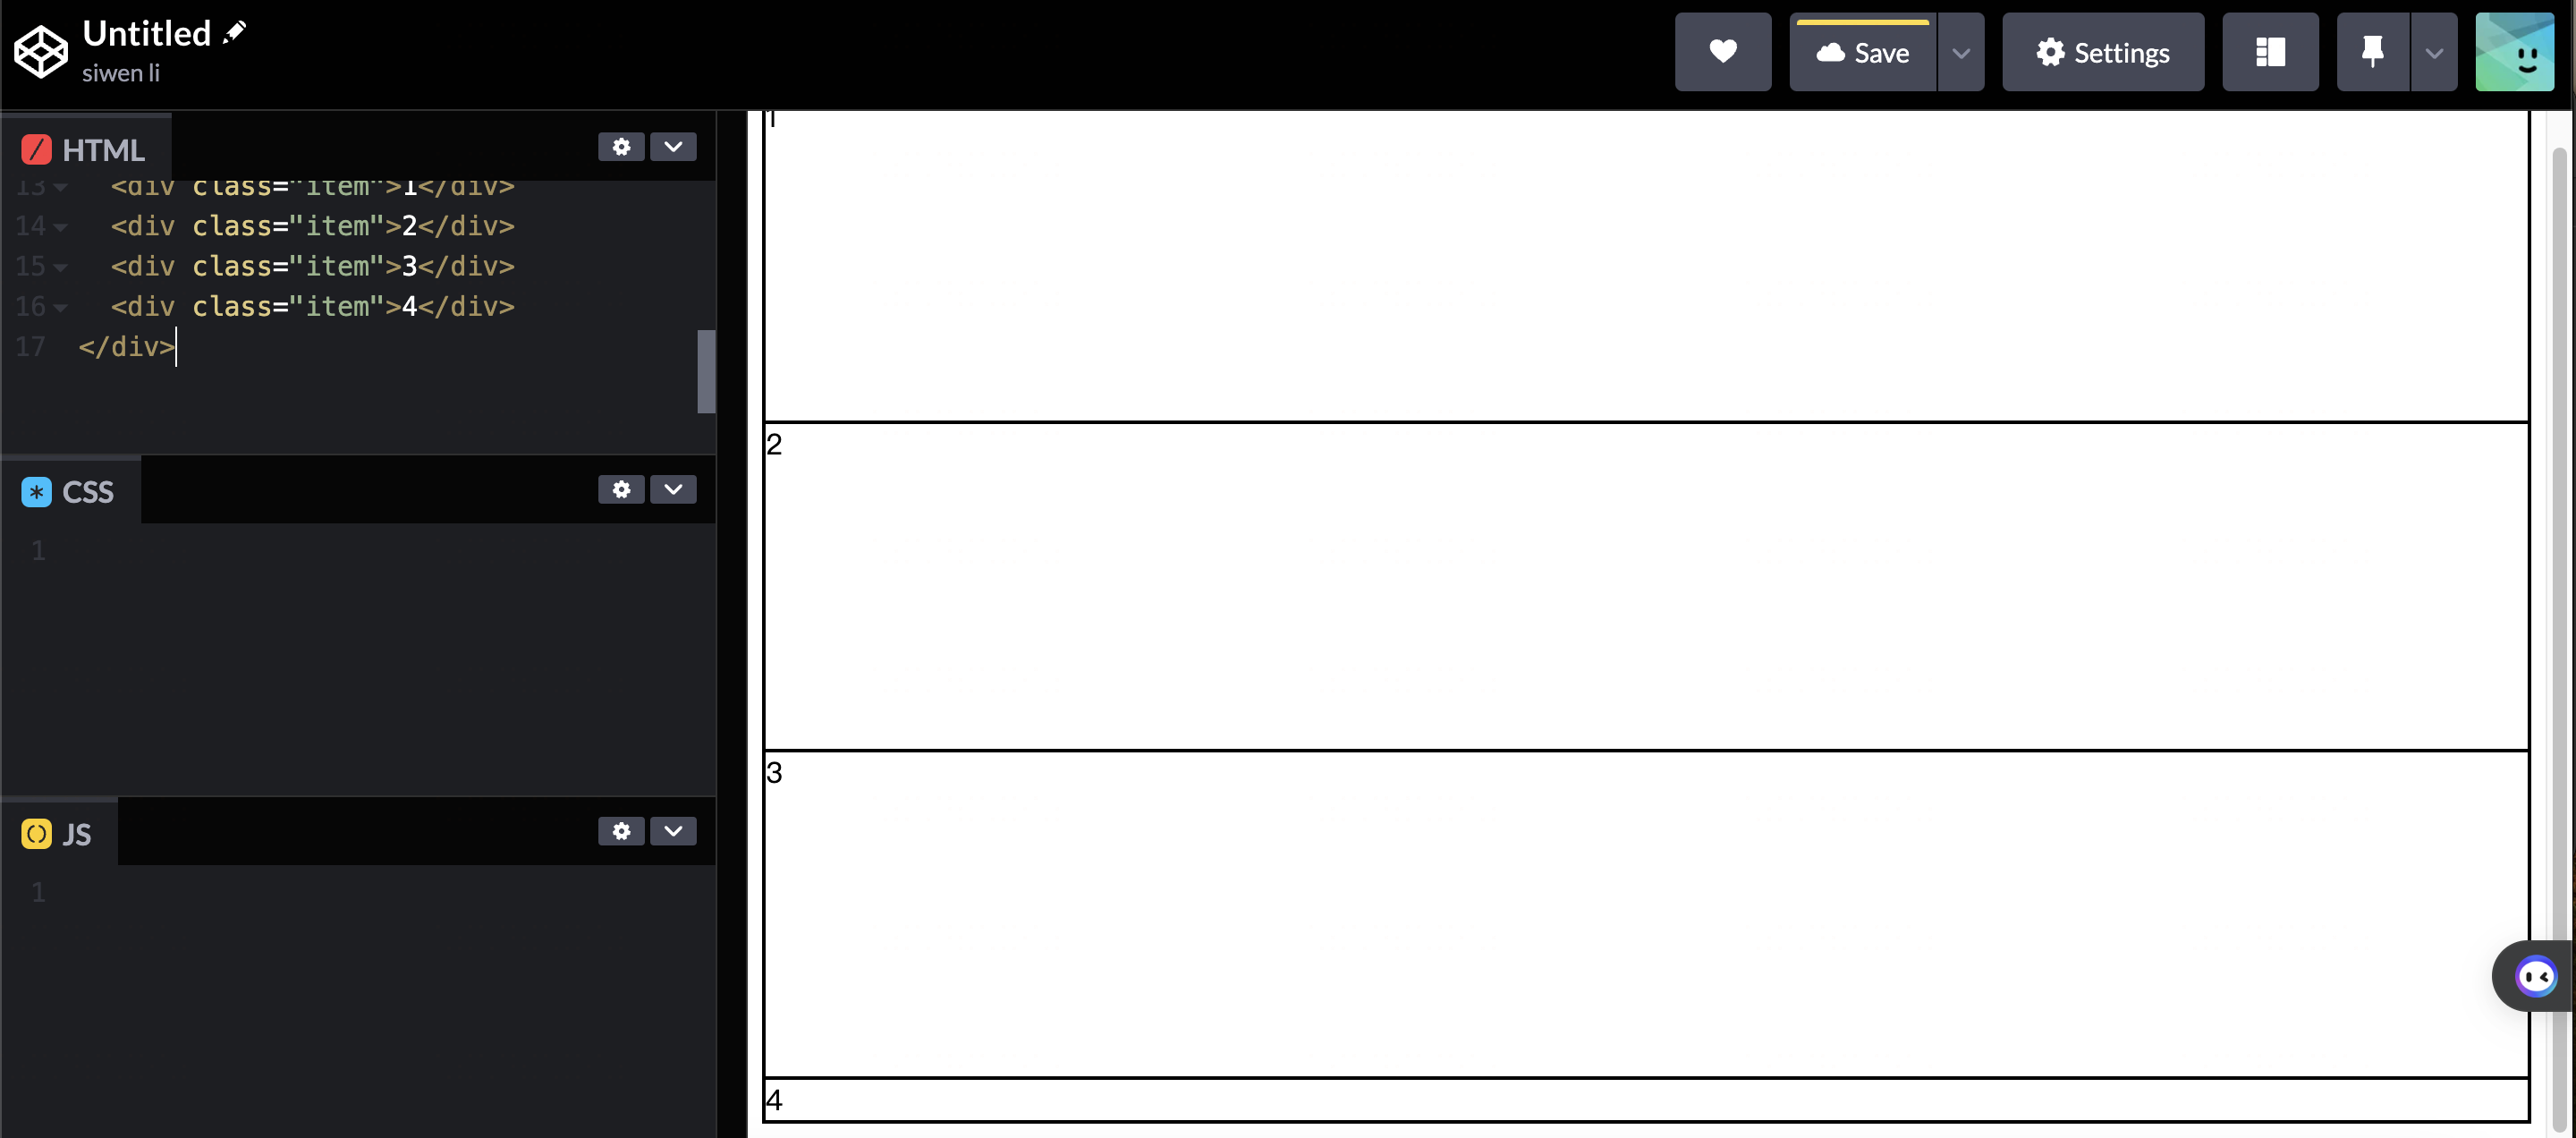 Untitled
siwen li
Save
Settings
HTML
13 <div class="item">1</div>
14 <div class="item">2</div>
15 <div class="item">3</div>
16 <div class="item">4</div>
17 </div>
CSS
1
JS
1
1
2
3
4